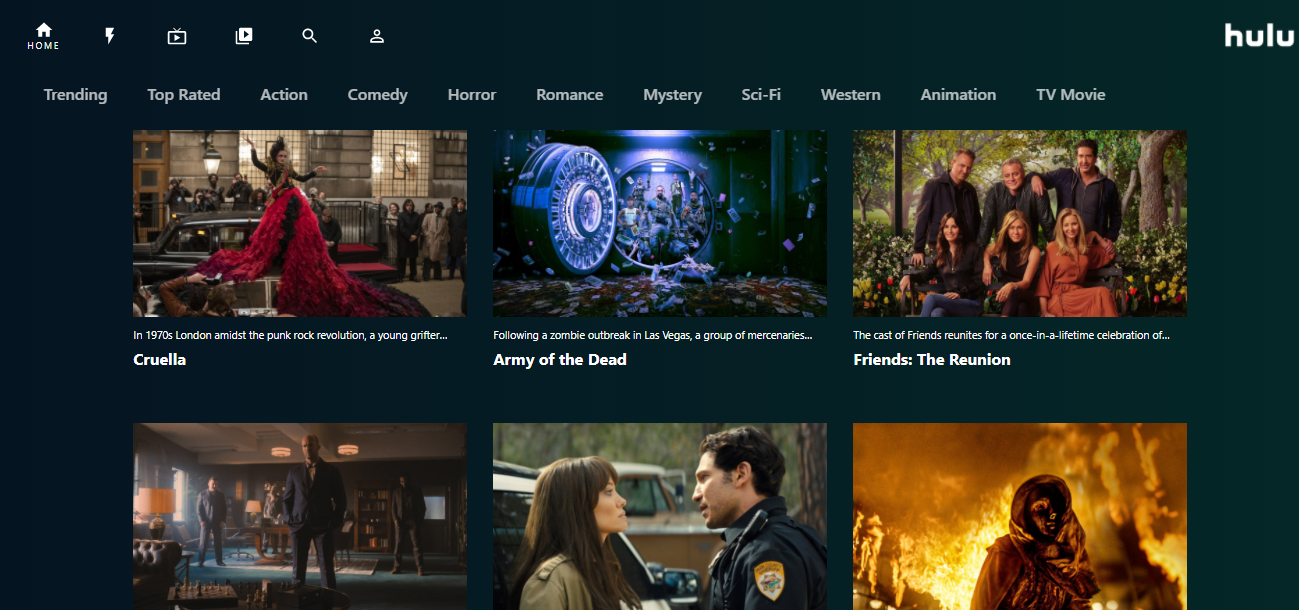 HOME
hulu
Trending Top Rated Action Comedy Horror Romance Mystery Sci-Fi Western Animation TV Movie
In 1970s London amidst the punk rock revolution, a young grifter...
Cruella
Following a zombie outbreak in Las Vegas, a group of mercenaries...
Army of the Dead
The cast of Friends reunites for a once-in-a-lifetime celebration of...
Friends: The Reunion